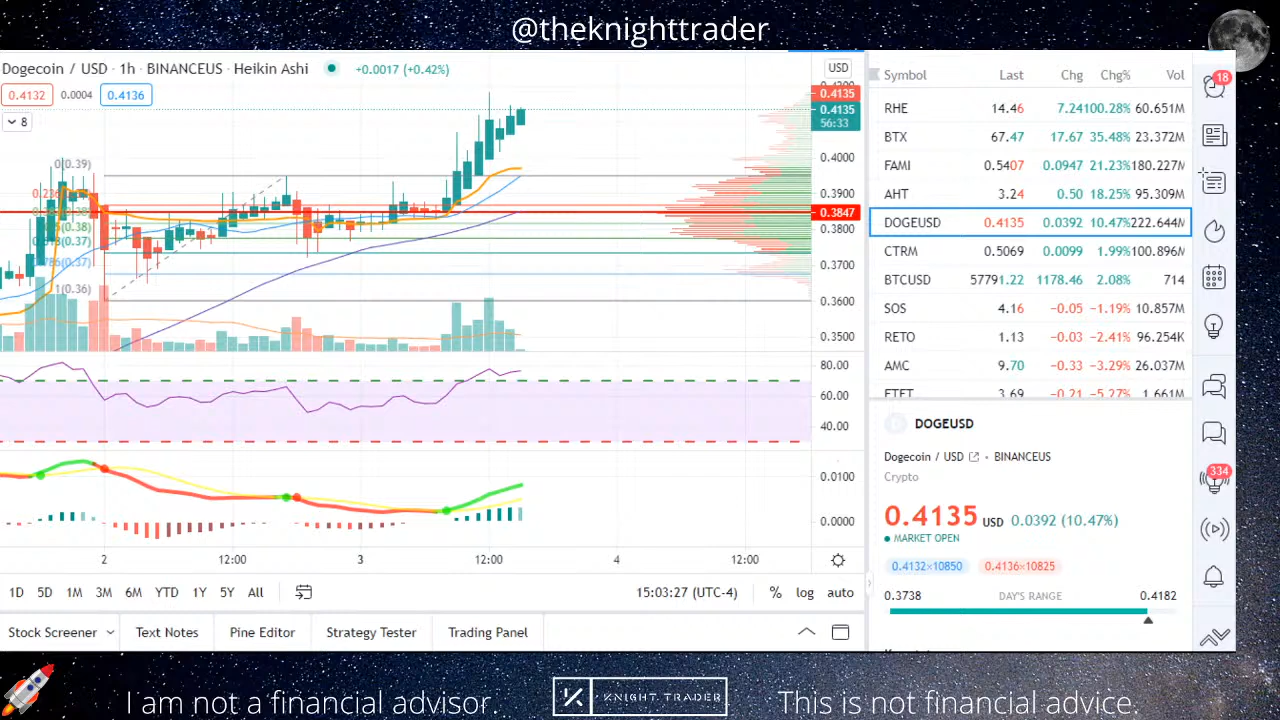 @theknighttrader
Dogecoin / USD · 1h · BINANCEUS · Heikin Ashi +0.0017 (+0.42%)
0.4132 0.0004 0.4136
8
USD
0.4135
0.4135
56:33
0.4000
0.3900
0.3847
0.3800
0.3700
0.3600
0.3500
0(0.39)
1(0.36)
80.00
60.00
40.00
0.0100
0.0000
2 12:00 3 12:00 4 12:00
1D 5D 1M 3M 6M YTD 1Y 5Y All 15:03:27 (UTC-4) % log auto
Stock Screener Text Notes Pine Editor Strategy Tester Trading Panel
Symbol Last Chg Chg% Vol
RHE 14.46 7.24 100.28% 60.651M
BTX 67.47 17.67 35.48% 23.372M
FAMI 0.5407 0.0947 21.23% 180.227M
AHT 3.24 0.50 18.25% 95.309M
DOGEUSD 0.4135 0.0392 10.47% 222.644M
CTRM 0.5069 0.0099 1.99% 100.896M
BTCUSD 57791.22 1178.46 2.08% 714
SOS 4.16 −0.05 −1.19% 10.857M
RETO 1.13 −0.03 −2.41% 96.254K
AMC 9.70 −0.33 −3.29% 26.037M
3.69 −0.21 −5.27% 1.661M
DOGEUSD
Dogecoin / USD · BINANCEUS
Crypto
0.4135 USD 0.0392 (10.47%)
MARKET OPEN
0.4132×10850 0.4136×10825
0.3738 DAY'S RANGE 0.4182
18
334
I am not a financial advisor.
KNIGHT TRADER
This is not financial advice.